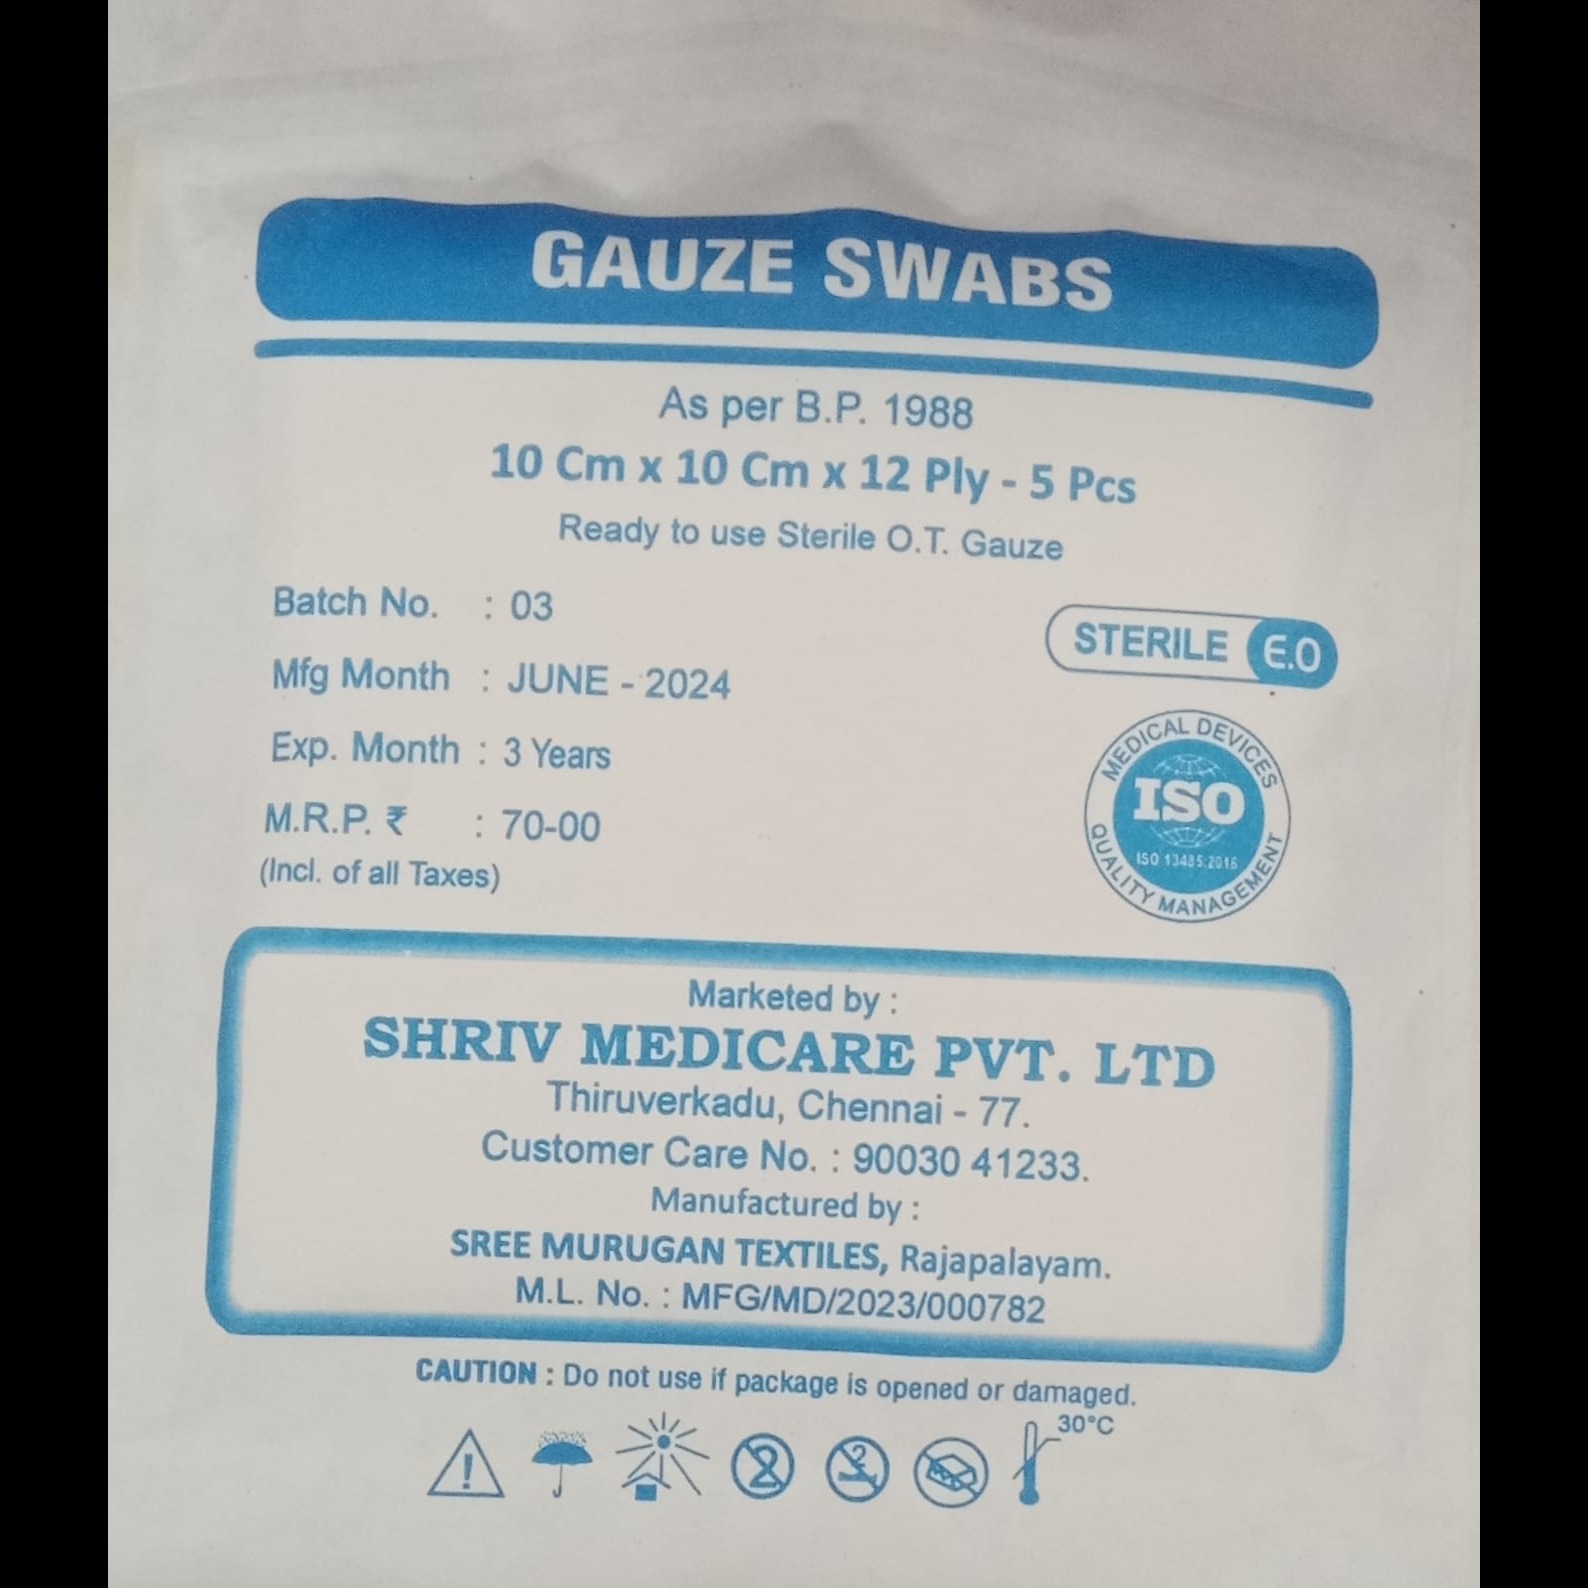 GAUZE SWABS
As per B.P. 1988
10 Cm x 10 Cm x 12 Ply - 5 Pcs
Ready to use Sterile O.T. Gauze
Batch No. : 03
Mfg Month : JUNE - 2024
Exp. Month : 3 Years
M.R.P. ₹ : 70-00
(Incl. of all Taxes)
STERILE E.O
MEDICAL DEVICES
ISO
ISO 13485:2016
QUALITY MANAGEMENT
Marketed by :
SHRIV MEDICARE PVT. LTD
Thiruverkadu, Chennai - 77.
Customer Care No. : 90030 41233.
Manufactured by :
SREE MURUGAN TEXTILES, Rajapalayam.
M.L. No. : MFG/MD/2023/000782
CAUTION : Do not use if package is opened or damaged.
! 2 2 30°C